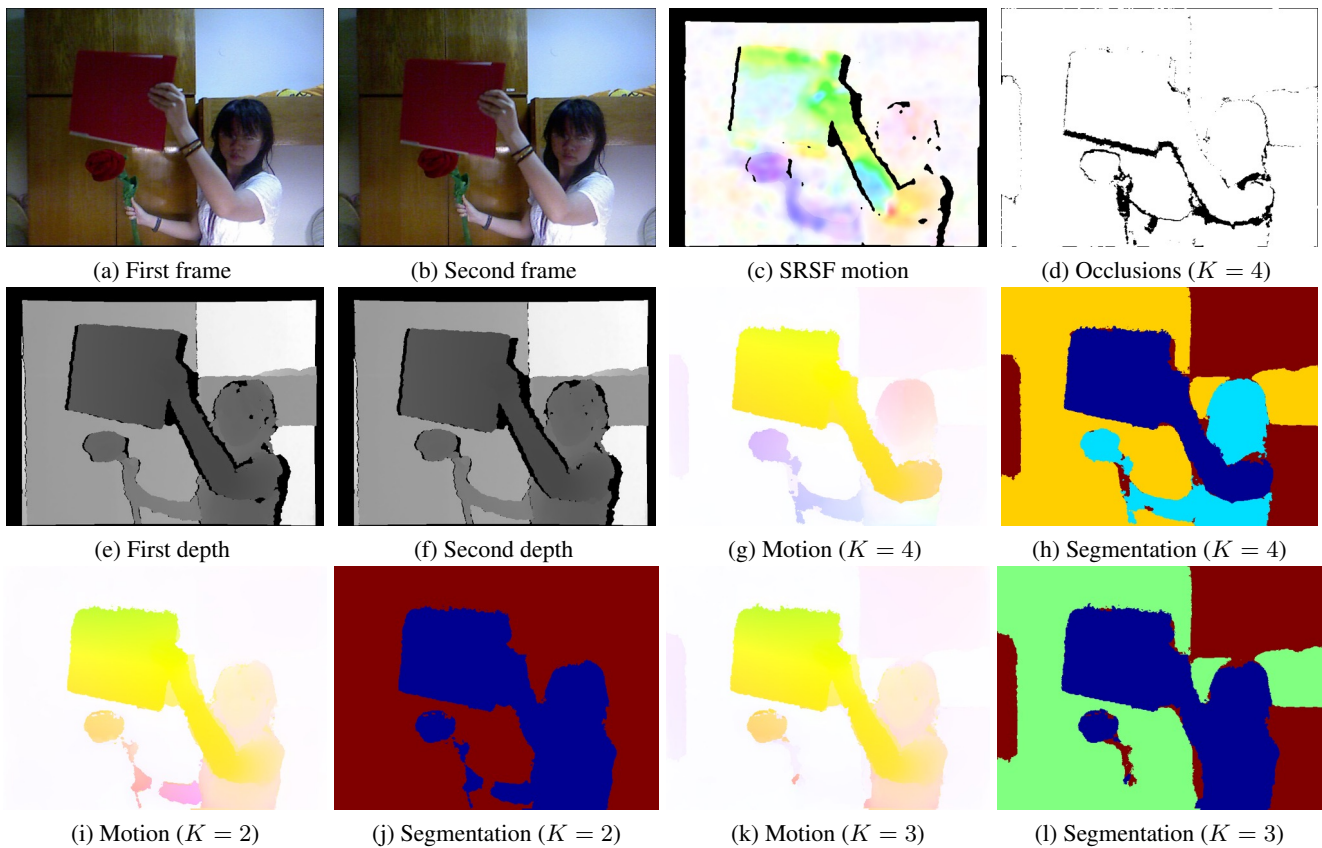 (a) First frame
(b) Second frame
(c) SRSF motion
(d) Occlusions (K = 4)
(e) First depth
(f) Second depth
(g) Motion (K = 4)
(h) Segmentation (K = 4)
(i) Motion (K = 2)
(j) Segmentation (K = 2)
(k) Motion (K = 3)
(l) Segmentation (K = 3)